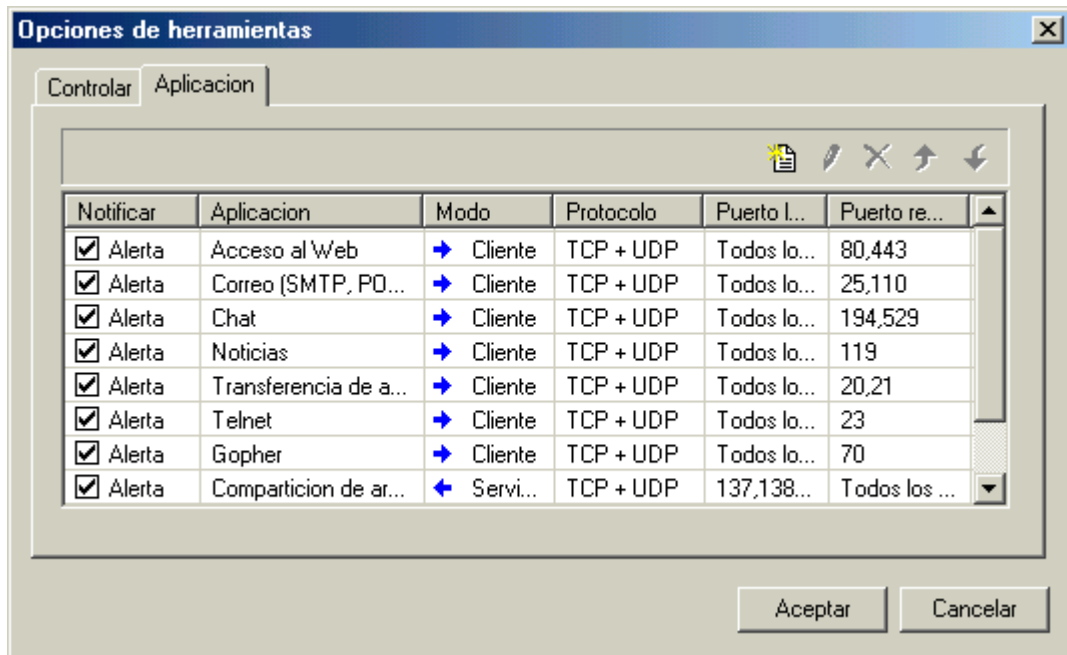 Opciones de herramientas
Controlar Aplicacion
Notificar Aplicacion Modo Protocolo Puerto l... Puerto re...
Alerta Acceso al Web Cliente TCP + UDP Todos lo... 80,443
Alerta Correo (SMTP, PO... Cliente TCP + UDP Todos lo... 25,110
Alerta Chat Cliente TCP + UDP Todos lo... 194,529
Alerta Noticias Cliente TCP + UDP Todos lo... 119
Alerta Transferencia de a... Cliente TCP + UDP Todos lo... 20,21
Alerta Telnet Cliente TCP + UDP Todos lo... 23
Alerta Gopher Cliente TCP + UDP Todos lo... 70
Alerta Comparticion de ar... Servi... TCP + UDP 137,138... Todos los ...
Aceptar Cancelar